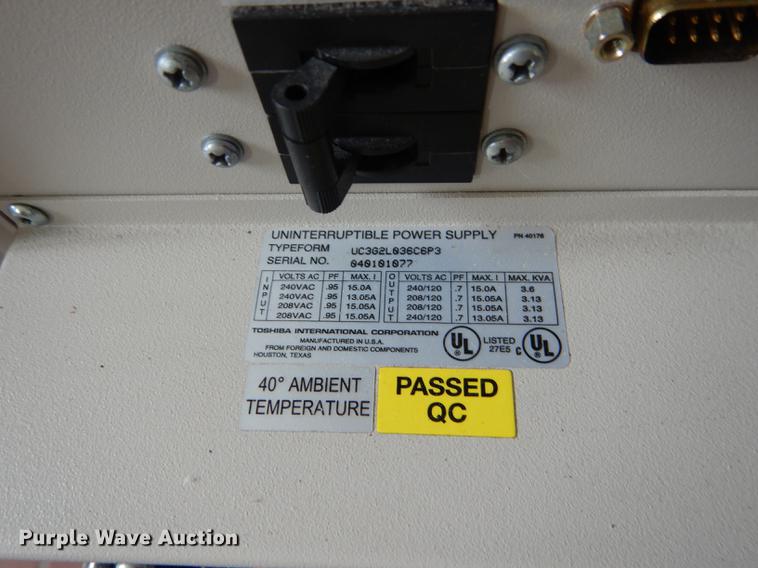 UNINTERRUPTIBLE POWER SUPPLY PN 40176
TYPEFORM UC3G2L036C6P3
SERIAL NO. 040101077
INPUT VOLTS AC PF MAX. I OUTPUT VOLTS AC PF MAX. I MAX. KVA
240VAC .95 15.0A 240/120 .7 15.0A 3.6
240VAC .95 13.05A 208/120 .7 15.05A 3.13
208VAC .95 15.05A 208/120 .7 15.05A 3.13
208VAC .95 15.05A 240/120 .7 13.05A 3.13
TOSHIBA INTERNATIONAL CORPORATION
MANUFACTURED IN U.S.A.
FROM FOREIGN AND DOMESTIC COMPONENTS
HOUSTON, TEXAS
UL ® LISTED 27E5 C UL ®
40° AMBIENT
TEMPERATURE
PASSED
QC
Purple Wave Auction